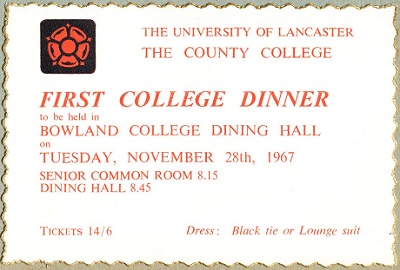 THE UNIVERSITY OF LANCASTER
THE COUNTY COLLEGE
FIRST COLLEGE DINNER
to be held in
BOWLAND COLLEGE DINING HALL
on
TUESDAY, NOVEMBER 28th, 1967
SENIOR COMMON ROOM 8.15
DINING HALL 8.45
TICKETS 14/6 Dress: Black tie or Lounge suit